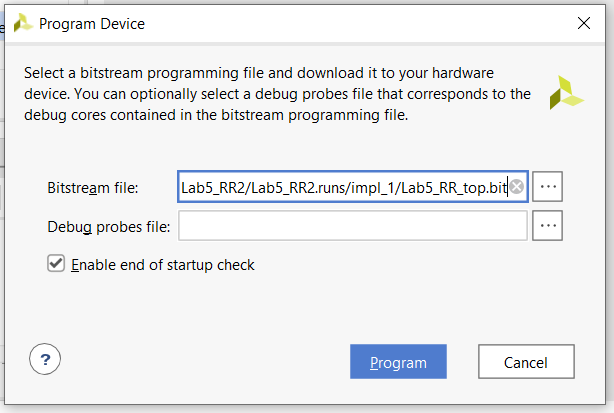 Program Device
Select a bitstream programming file and download it to your hardware
device. You can optionally select a debug probes file that corresponds to the
debug cores contained in the bitstream programming file.
Bitstream file: Lab5_RR2/Lab5_RR2.runs/impl_1/Lab5_RR_top.bit ...
Debug probes file: ...
Enable end of startup check
? Program Cancel